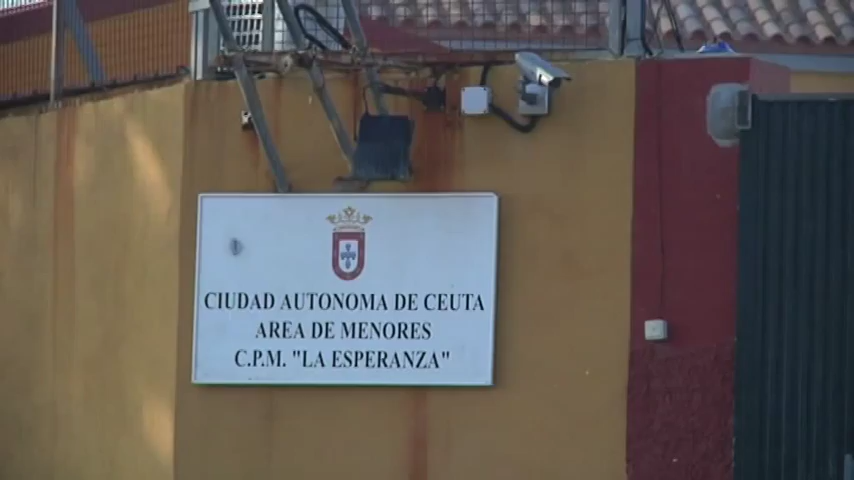 CIUDAD AUTONOMA DE CEUTA
AREA DE MENORES
C.P.M. "LA ESPERANZA"